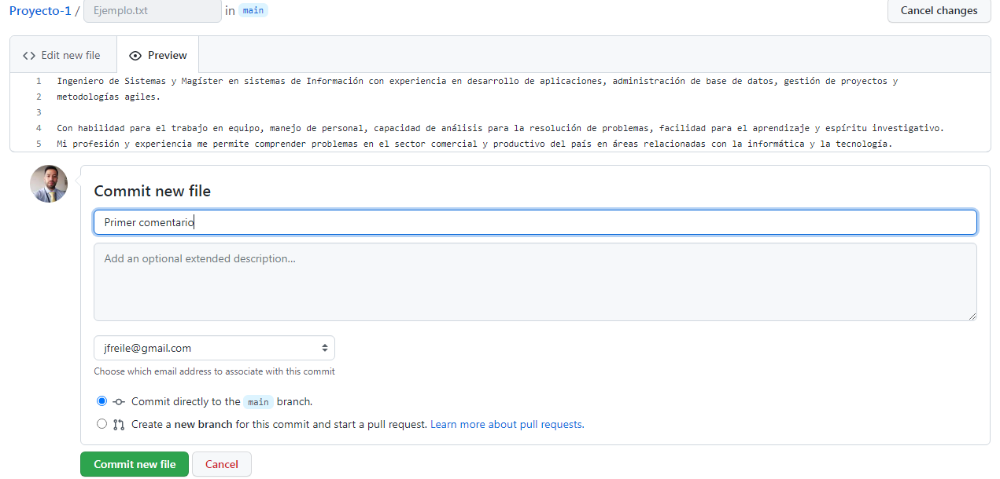 Proyecto-1 / Ejemplo.txt in main Cancel changes
Edit new file Preview
1 Ingeniero de Sistemas y Magíster en sistemas de Información con experiencia en desarrollo de aplicaciones, administración de base de datos, gestión de proyectos y
2 metodologías agiles.
3
4 Con habilidad para el trabajo en equipo, manejo de personal, capacidad de análisis para la resolución de problemas, facilidad para el aprendizaje y espíritu investigativo.
5 Mi profesión y experiencia me permite comprender problemas en el sector comercial y productivo del país en áreas relacionadas con la informática y la tecnología.
Commit new file
Primer comentario
Add an optional extended description...
jfreile@gmail.com
Choose which email address to associate with this commit
Commit directly to the main branch.
Create a new branch for this commit and start a pull request. Learn more about pull requests.
Commit new file Cancel